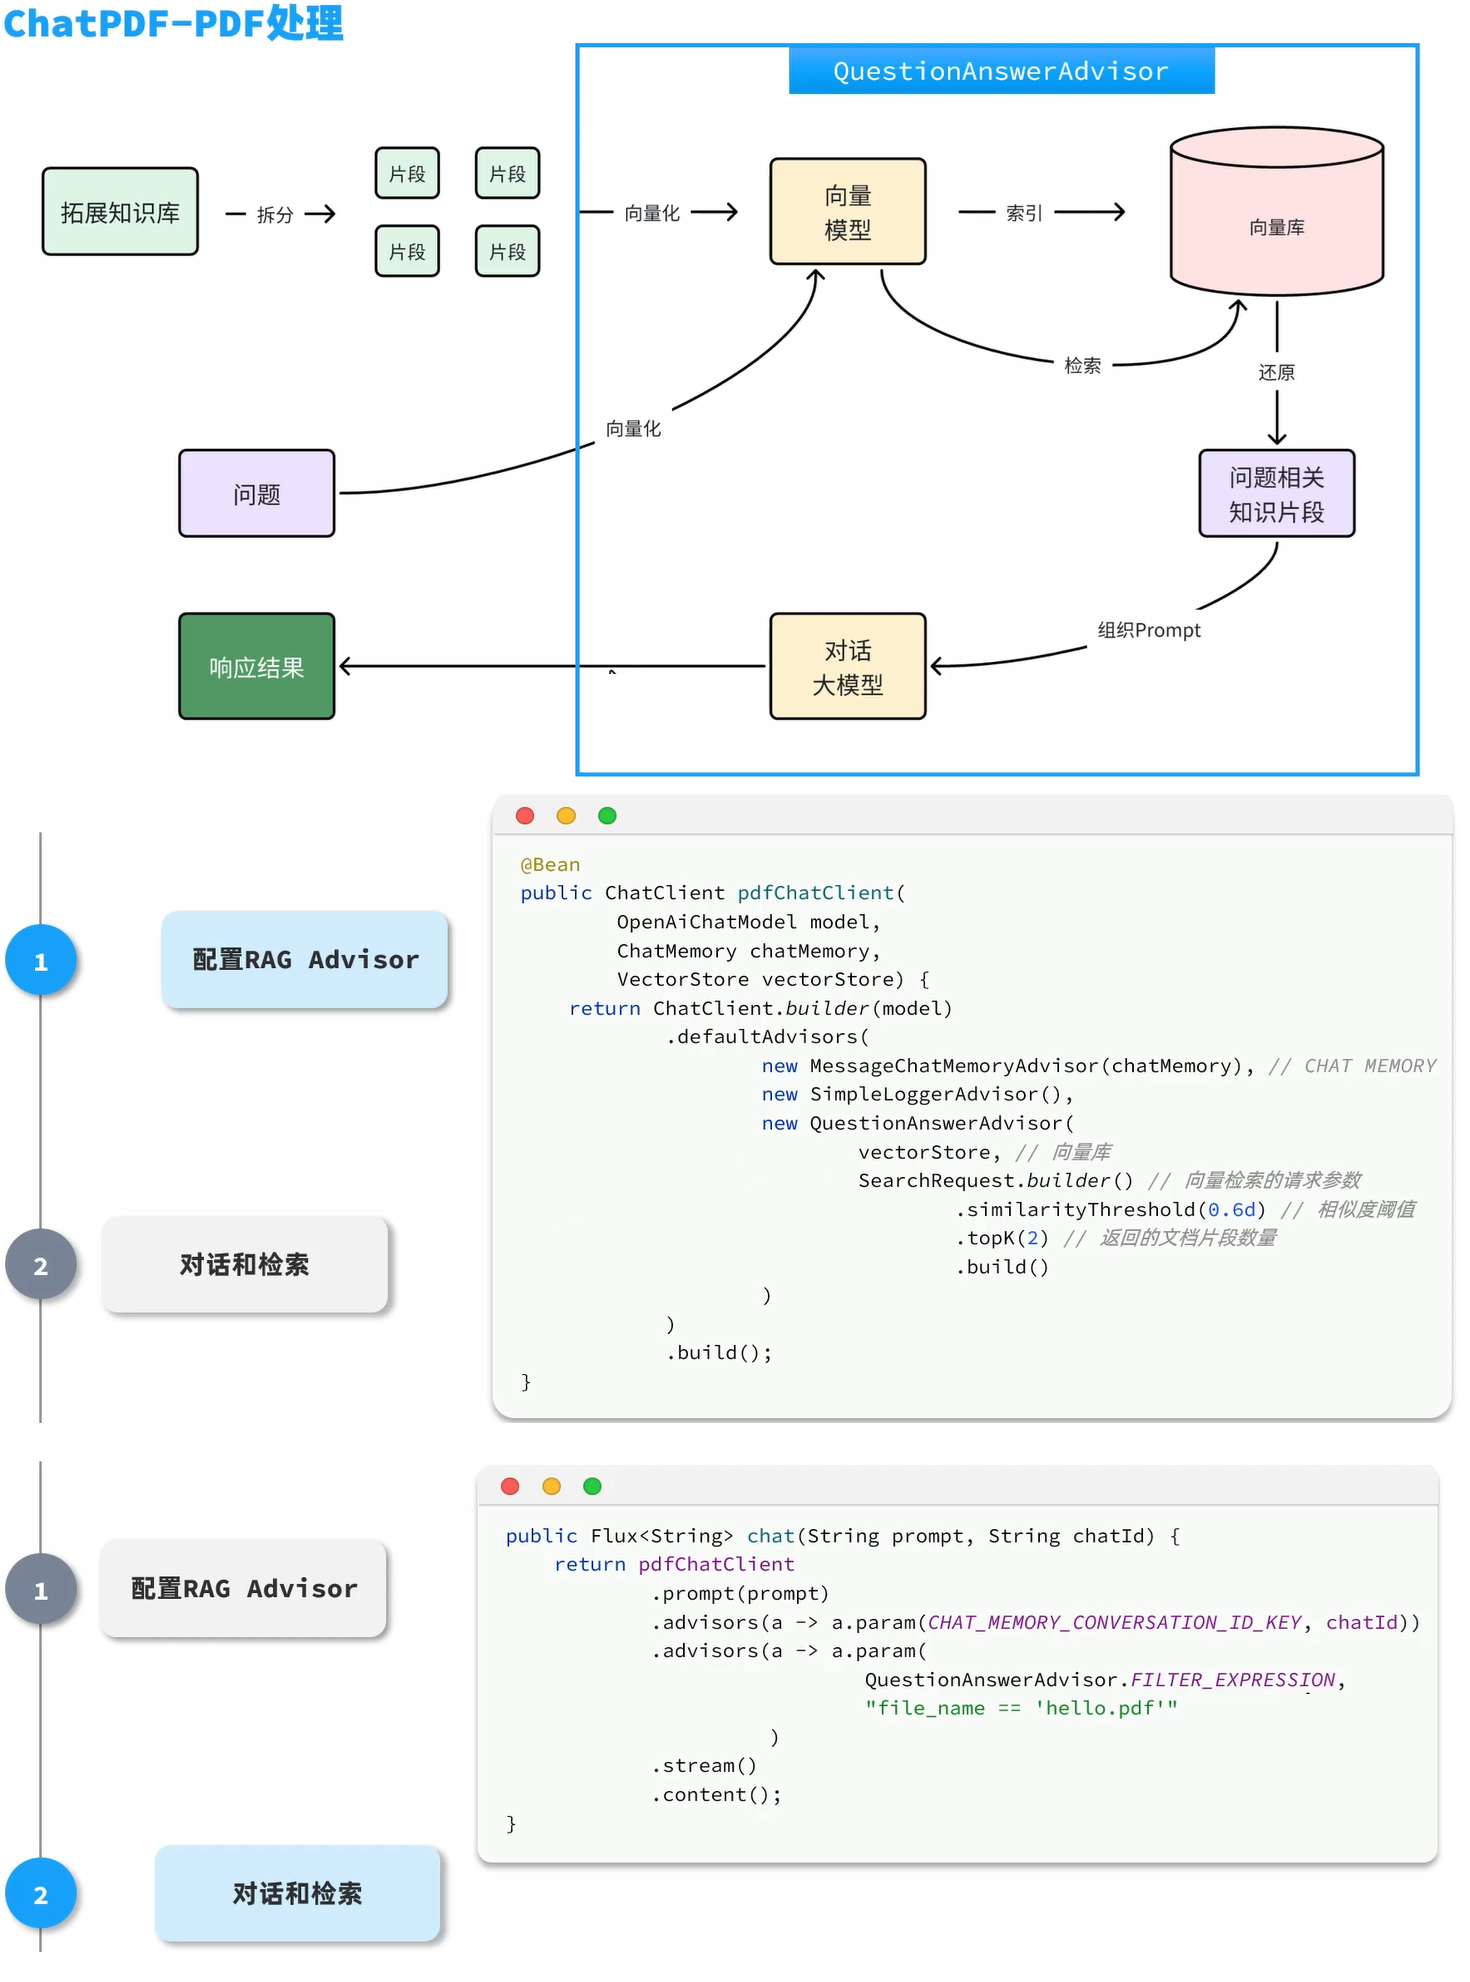 ChatPDF-PDF处理
QuestionAnswerAdvisor
拓展知识库
拆分
片段
片段
片段
片段
向量化
向量
模型
索引
向量库
检索
还原
向量化
问题
问题相关
知识片段
组织Prompt
对话
大模型
响应结果
1
配置RAG Advisor
2
对话和检索
@Bean
public ChatClient pdfChatClient(
        OpenAiChatModel model,
        ChatMemory chatMemory,
        VectorStore vectorStore) {
    return ChatClient.builder(model)
            .defaultAdvisors(
                    new MessageChatMemoryAdvisor(chatMemory), // CHAT MEMORY
                    new SimpleLoggerAdvisor(),
                    new QuestionAnswerAdvisor(
                            vectorStore, // 向量库
                            SearchRequest.builder() // 向量检索的请求参数
                                    .similarityThreshold(0.6d) // 相似度阈值
                                    .topK(2) // 返回的文档片段数量
                                    .build()
                    )
            )
            .build();
}
1
配置RAG Advisor
2
对话和检索
public Flux<String> chat(String prompt, String chatId) {
    return pdfChatClient
            .prompt(prompt)
            .advisors(a -> a.param(CHAT_MEMORY_CONVERSATION_ID_KEY, chatId))
            .advisors(a -> a.param(
                              QuestionAnswerAdvisor.FILTER_EXPRESSION,
                              "file_name == 'hello.pdf'"
                      )
            .stream()
            .content();
}